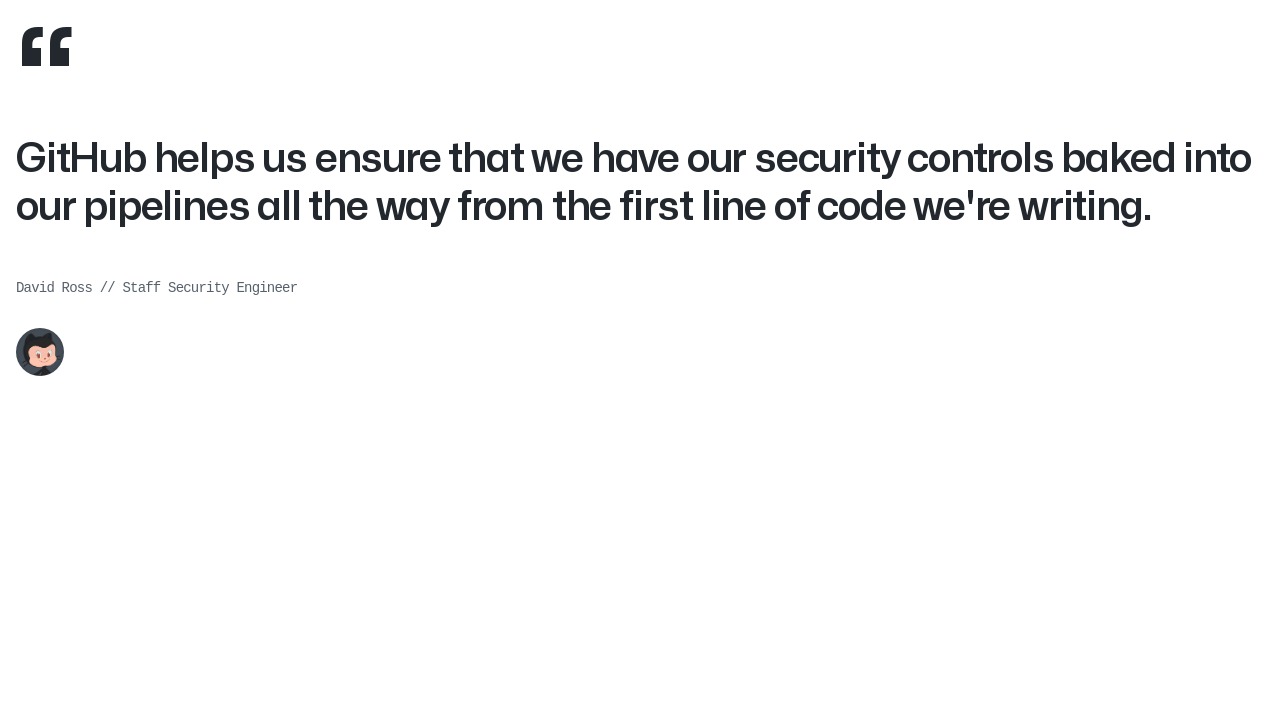 “
GitHub helps us ensure that we have our security controls baked into
our pipelines all the way from the first line of code we're writing.
David Ross // Staff Security Engineer